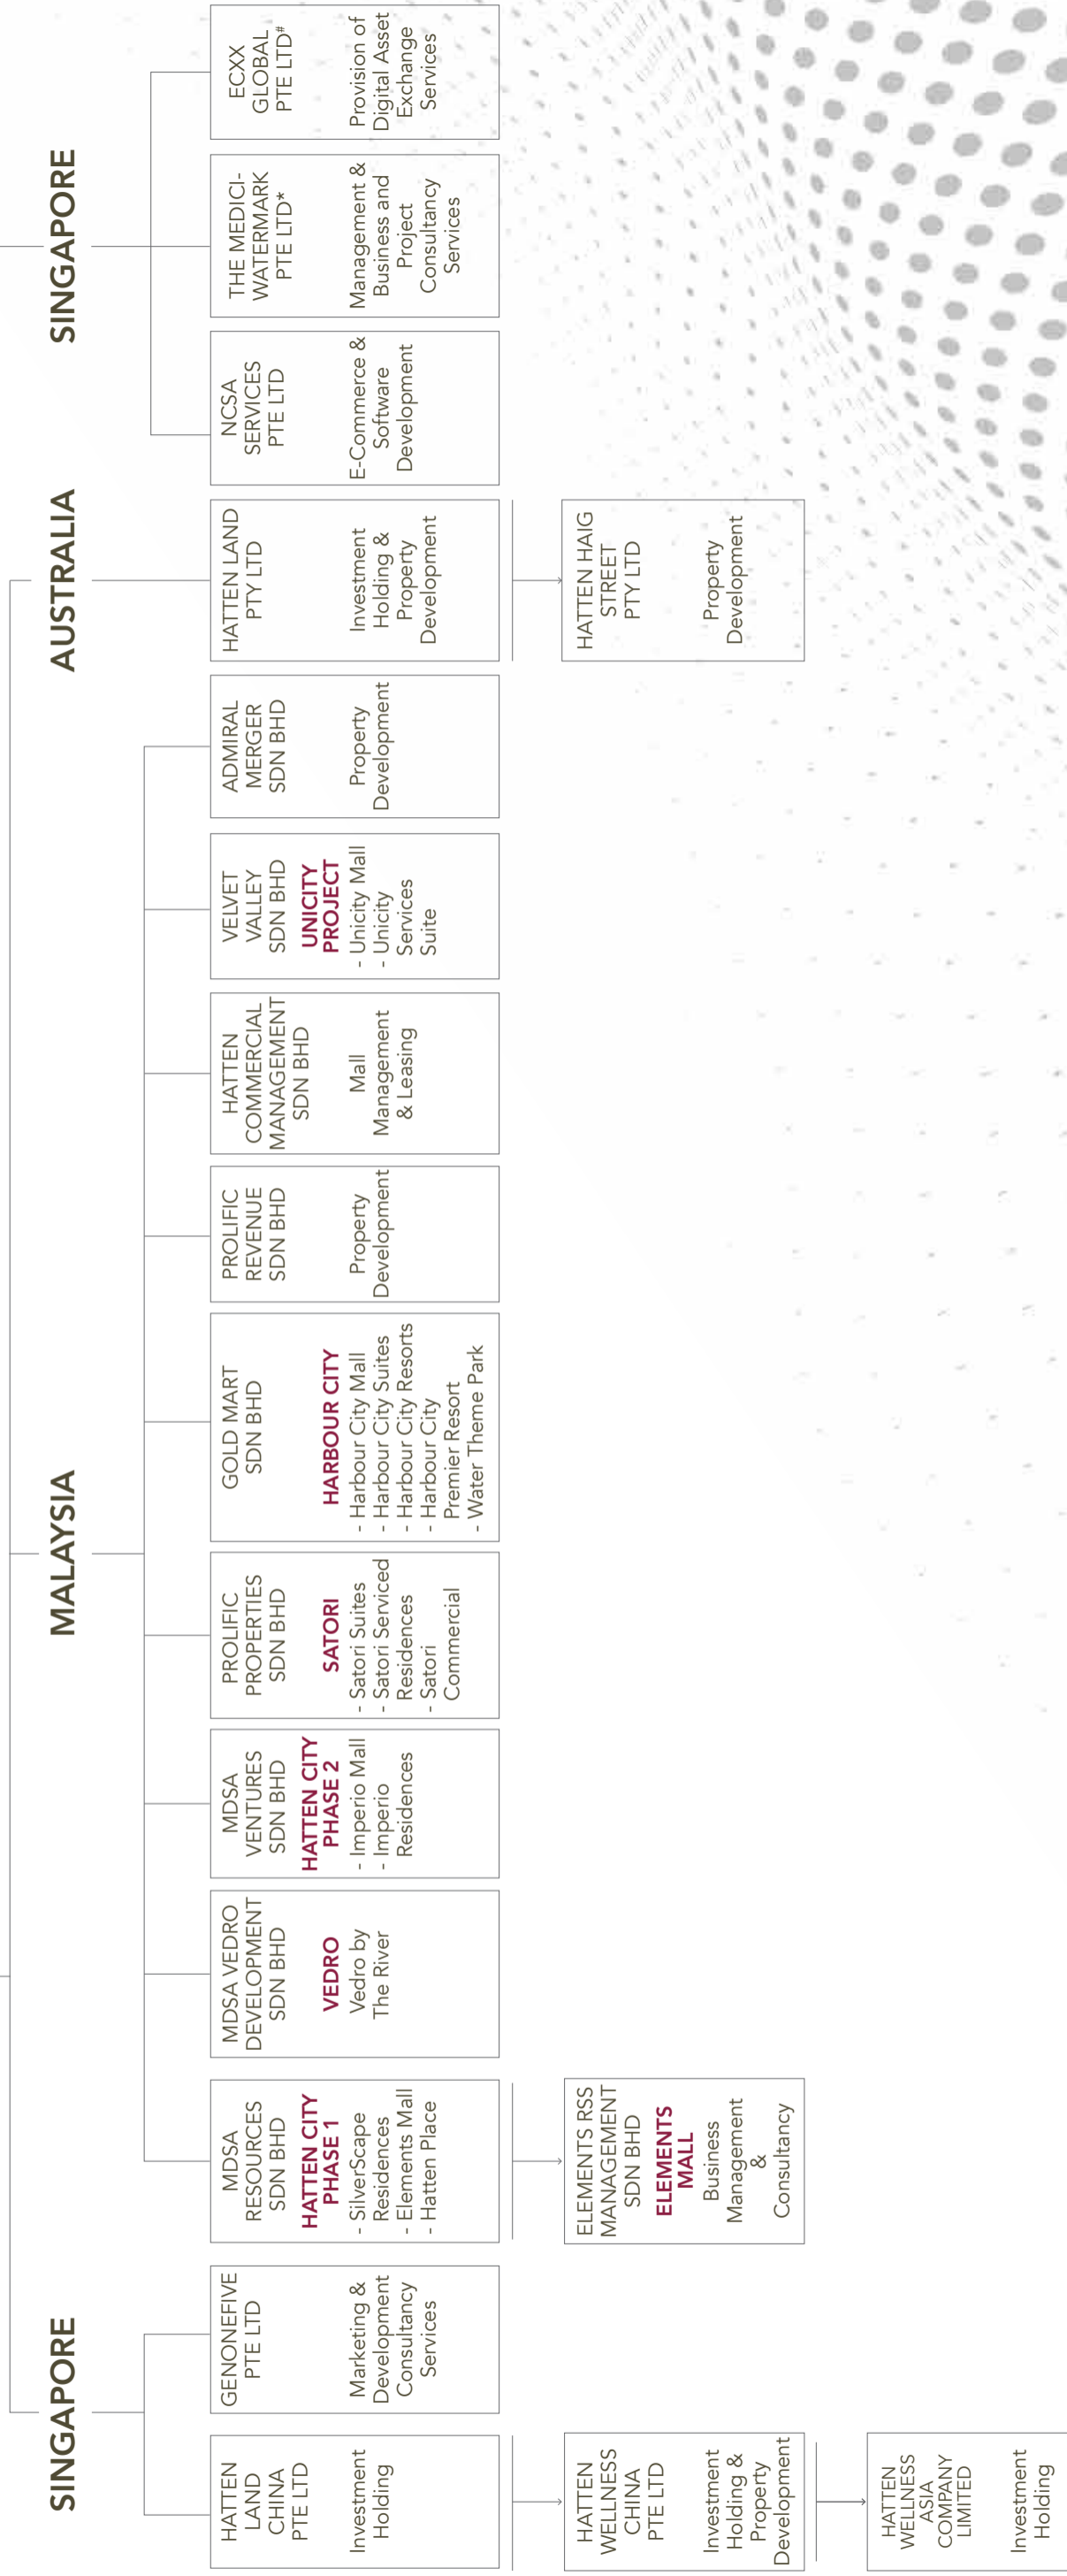 SINGAPORE
MALAYSIA
AUSTRALIA
SINGAPORE
HATTEN
LAND
CHINA
PTE LTD
Investment
Holding
GENONEFIVE
PTE LTD
Marketing &
Development
Consultancy
Services
MDSA
RESOURCES
SDN BHD
HATTEN CITY
PHASE 1
- SilverScape
Residences
- Elements Mall
- Hatten Place
MDSA VEDRO
DEVELOPMENT
SDN BHD
VEDRO
Vedro by
The River
MDSA
VENTURES
SDN BHD
HATTEN CITY
PHASE 2
- Imperio Mall
- Imperio
Residences
PROLIFIC
PROPERTIES
SDN BHD
SATORI
- Satori Suites
- Satori Serviced
Residences
- Satori
Commercial
GOLD MART
SDN BHD
HARBOUR CITY
- Harbour City Mall
- Harbour City Suites
- Harbour City Resorts
- Harbour City
Premier Resort
- Water Theme Park
PROLIFIC
REVENUE
SDN BHD
Property
Development
HATTEN
COMMERCIAL
MANAGEMENT
SDN BHD
Mall
Management
& Leasing
VELVET
VALLEY
SDN BHD
UNICITY
PROJECT
- Unicity Mall
- Unicity
Services
Suite
ADMIRAL
MERGER
SDN BHD
Property
Development
HATTEN LAND
PTY LTD
Investment
Holding &
Property
Development
NCSA
SERVICES
PTE LTD
E-Commerce &
Software
Development
THE MEDICI-
WATERMARK
PTE LTD*
Management &
Business and
Project
Consultancy
Services
ECXX
GLOBAL
PTE LTD#
Provision of
Digital Asset
Exchange
Services
HATTEN
WELLNESS
CHINA
PTE LTD
Investment
Holding &
Property
Development
ELEMENTS RSS
MANAGEMENT
SDN BHD
ELEMENTS
MALL
Business
Management
&
Consultancy
HATTEN HAIG
STREET
PTY LTD
Property
Development
HATTEN
WELLNESS
ASIA
COMPANY
LIMITED
Investment
Holding